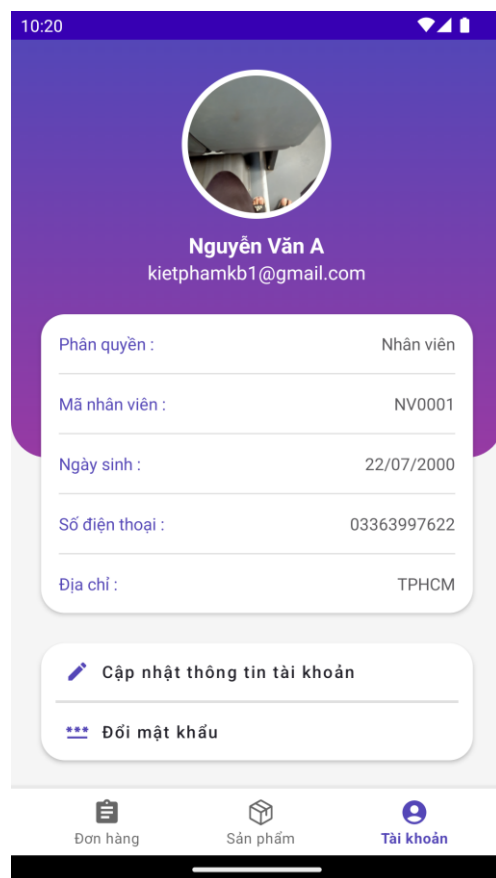 10:20
Nguyễn Văn A
kietphamkb1@gmail.com
Phân quyền : Nhân viên
Mã nhân viên : NV0001
Ngày sinh : 22/07/2000
Số điện thoại : 03363997622
Địa chỉ : TPHCM
Cập nhật thông tin tài khoản
*** Đổi mật khẩu
Đơn hàng Sản phẩm Tài khoản